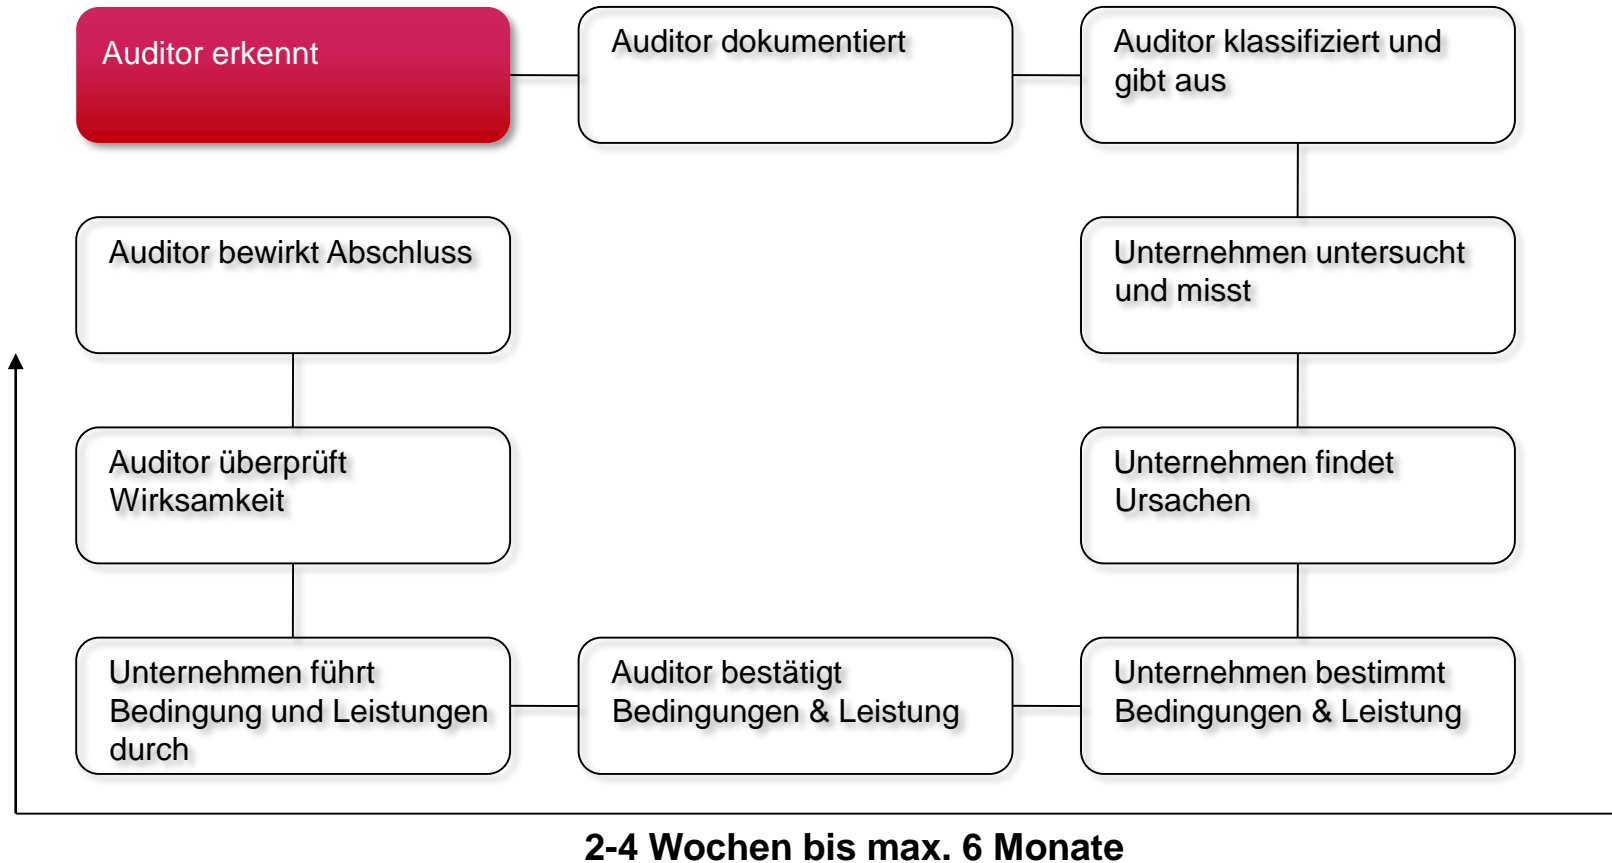 Auditor erkennt
Auditor dokumentiert
Auditor klassifiziert und
gibt aus
Auditor bewirkt Abschluss
Unternehmen untersucht
und misst
Auditor überprüft
Wirksamkeit
Unternehmen findet
Ursachen
Unternehmen führt
Bedingung und Leistungen
durch
Auditor bestätigt
Bedingungen & Leistung
Unternehmen bestimmt
Bedingungen & Leistung
2-4 Wochen bis max. 6 Monate